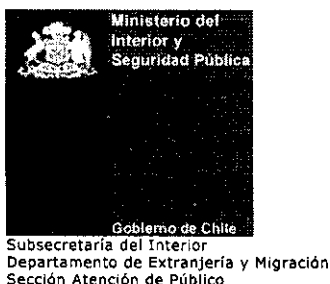 Ministerio del
Interior y
Seguridad Pública
Gobierno de Chile
Subsecretaría del Interior
Departamento de Extranjería y Migración
Sección Atención de Público